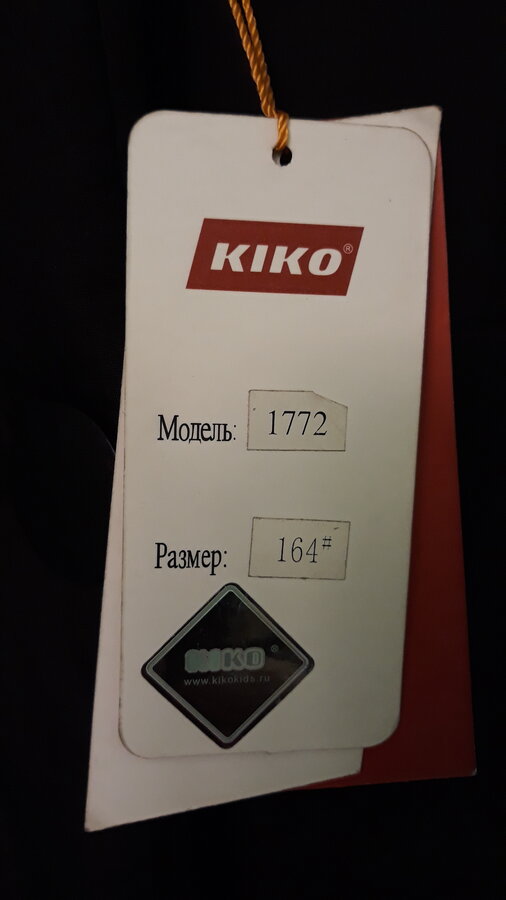 KIKO®
Модель: 1772
Размер: 164#
KIKO®
www.kikokids.ru